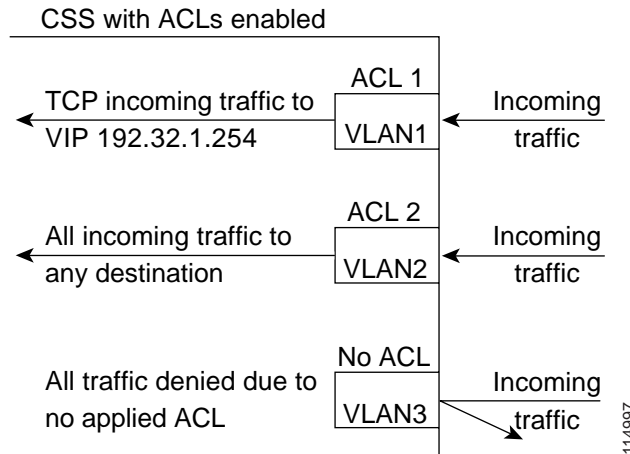 CSS with ACLs enabled
ACL 1
TCP incoming traffic to
VIP 192.32.1.254
VLAN1
Incoming
traffic
ACL 2
All incoming traffic to
any destination
VLAN2
Incoming
traffic
No ACL
All traffic denied due to
no applied ACL
VLAN3
Incoming
traffic
114997